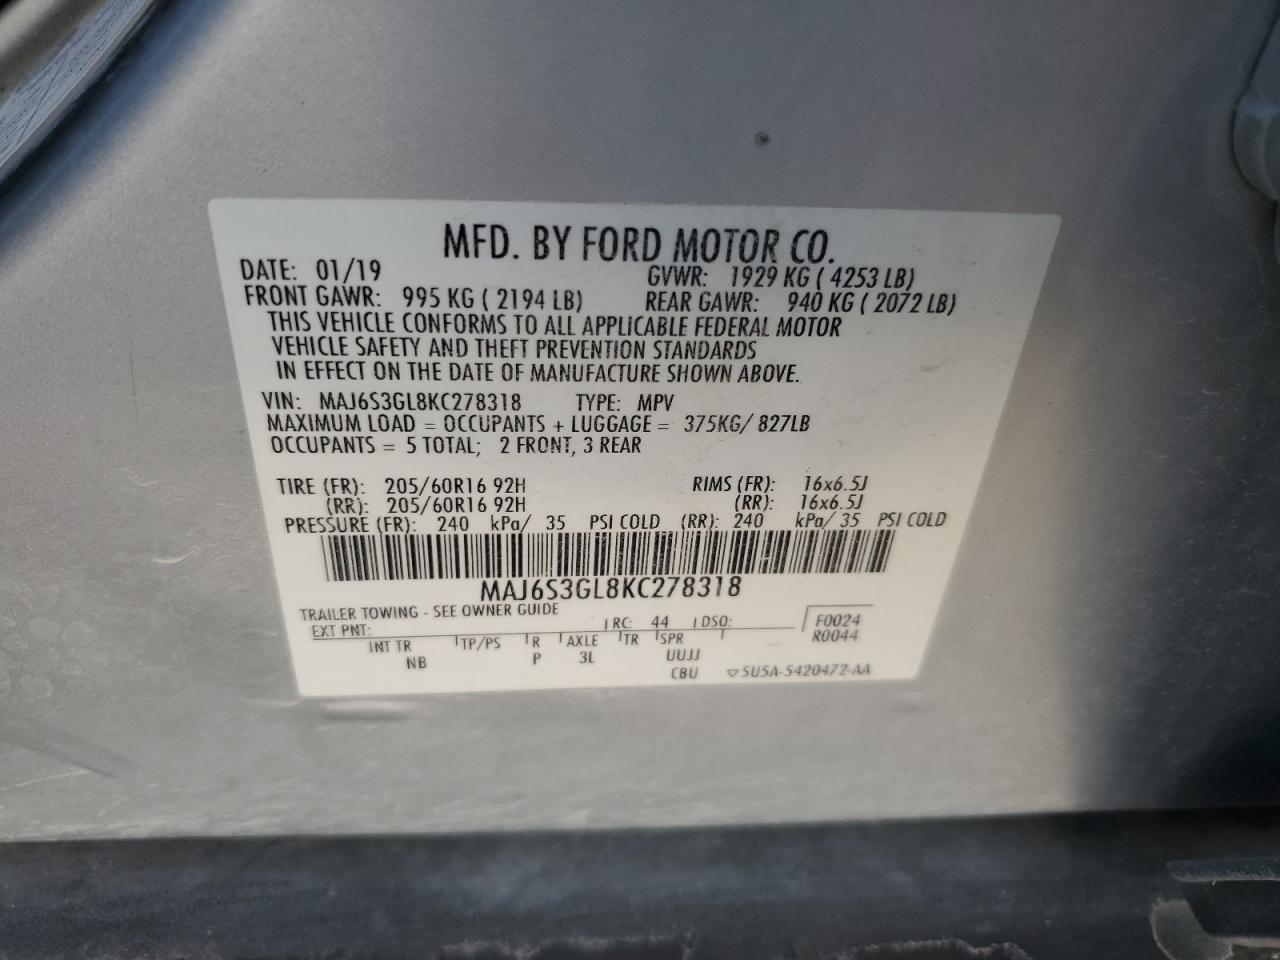 MFD. BY FORD MOTOR CO.
DATE: 01/19 GVWR: 1929 KG ( 4253 LB)
FRONT GAWR: 995 KG ( 2194 LB) REAR GAWR: 940 KG ( 2072 LB)
THIS VEHICLE CONFORMS TO ALL APPLICABLE FEDERAL MOTOR
VEHICLE SAFETY AND THEFT PREVENTION STANDARDS
IN EFFECT ON THE DATE OF MANUFACTURE SHOWN ABOVE.
VIN: MAJ6S3GL8KC278318 TYPE: MPV
MAXIMUM LOAD = OCCUPANTS + LUGGAGE = 375KG/ 827LB
OCCUPANTS = 5 TOTAL; 2 FRONT, 3 REAR
TIRE (FR): 205/60R16 92H RIMS (FR): 16x6.5J
(RR): 205/60R16 92H (RR): 16x6.5J
PRESSURE (FR): 240 kPa/ 35 PSI COLD (RR): 240 kPa/ 35 PSI COLD
MAJ6S3GL8KC278318
TRAILER TOWING - SEE OWNER GUIDE
EXT PNT: RC: 44 DSO: F0024
INT TR TP/PS R AXLE TR SPR R0044
NB P 3L UUJJ
CBU ▽5U5A-5420472-AA